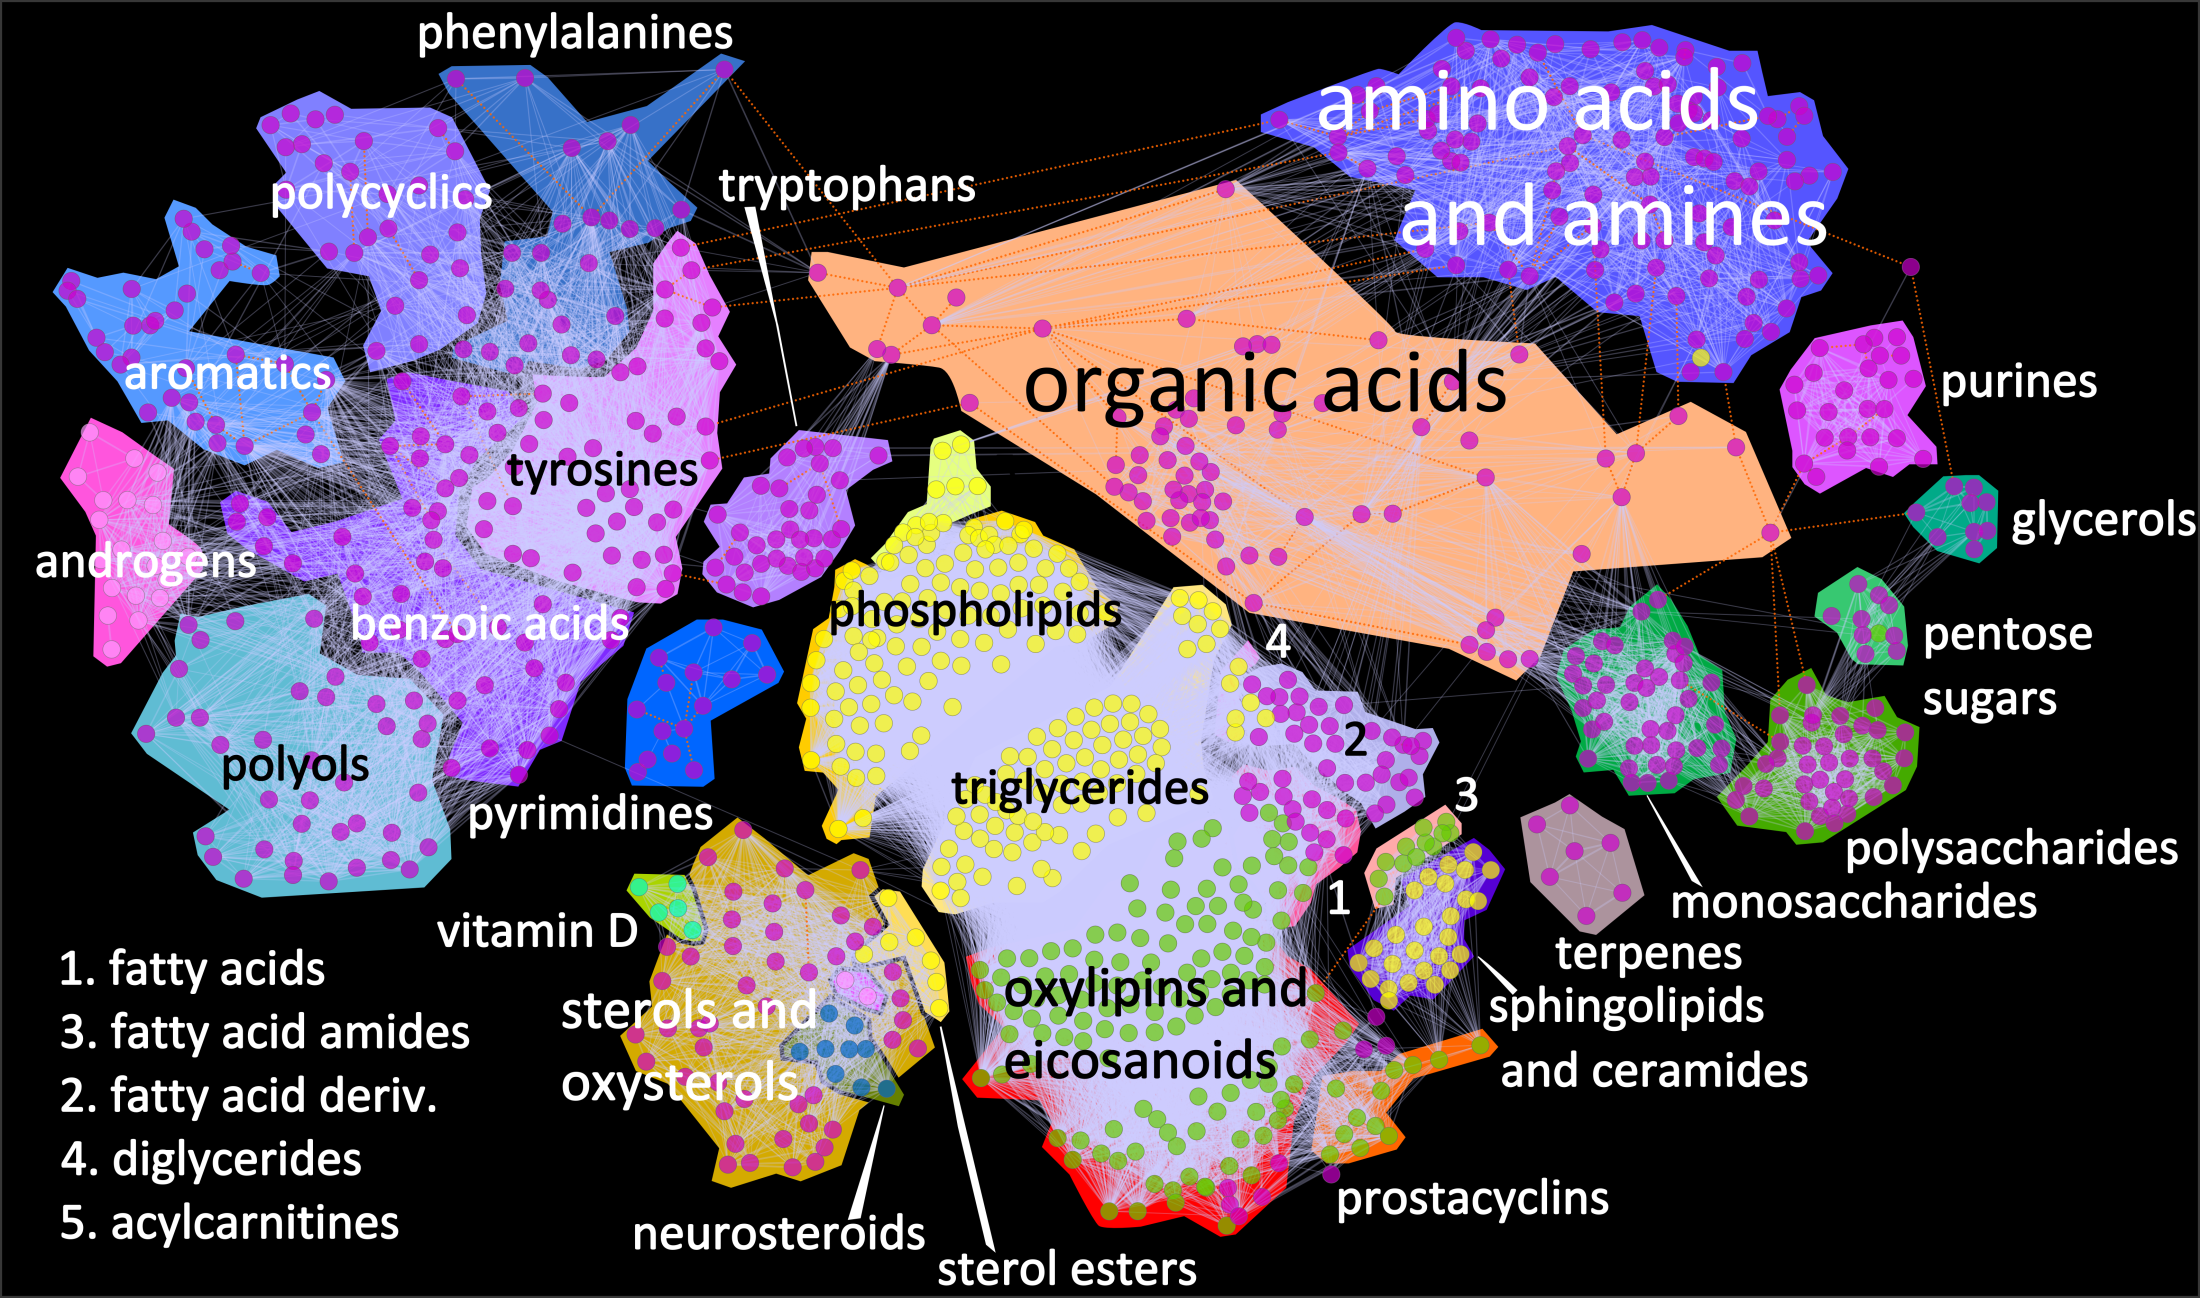 phenylalanines
amino acids
and amines
polycyclics
tryptophans
aromatics
organic acids
purines
tyrosines
glycerols
androgens
benzoic acids
phospholipids
4
pentose
sugars
polyols
2
triglycerides
3
pyrimidines
polysaccharides
1
monosaccharides
vitamin D
terpenes
sterols and
oxysterols
oxylipins and
eicosanoids
sphingolipids
and ceramides
prostacyclins
neurosteroids
sterol esters
1. fatty acids
3. fatty acid amides
2. fatty acid deriv.
4. diglycerides
5. acylcarnitines